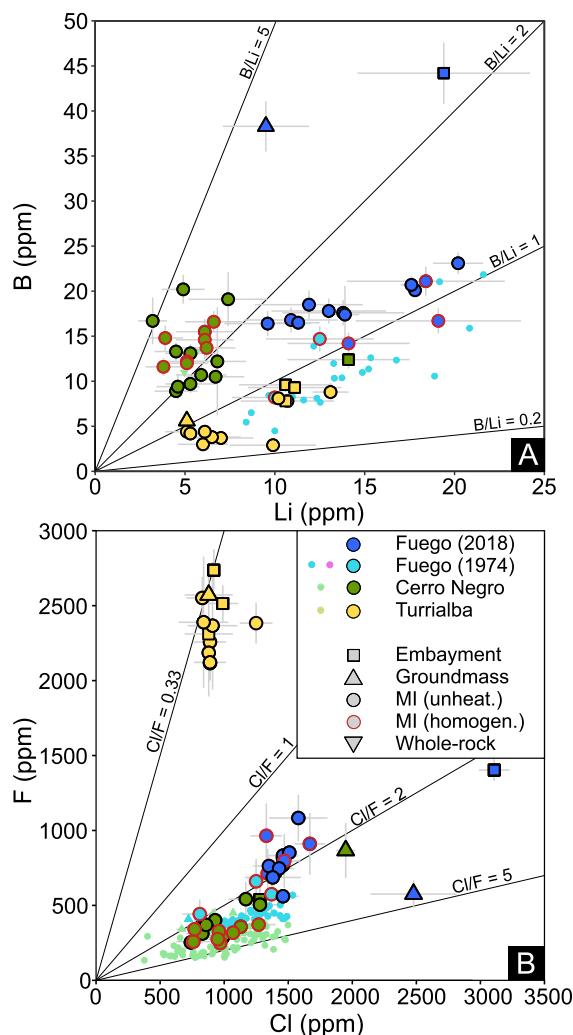 50
45
40
35
30
25
20
15
10
5
0
B (ppm)
B/Li = 5
B/Li = 2
B/Li = 1
B/Li = 0.2
A
0
5
10
15
20
25
Li (ppm)
3000
2500
2000
1500
1000
500
0
F (ppm)
Cl/F = 0.33
Cl/F = 1
Cl/F = 2
Cl/F = 5
Fuego (2018)
Fuego (1974)
Cerro Negro
Turrialba
Embayment
Groundmass
MI (unheat.)
MI (homogen.)
Whole-rock
B
0
500
1000
1500
2000
2500
3000
3500
Cl (ppm)